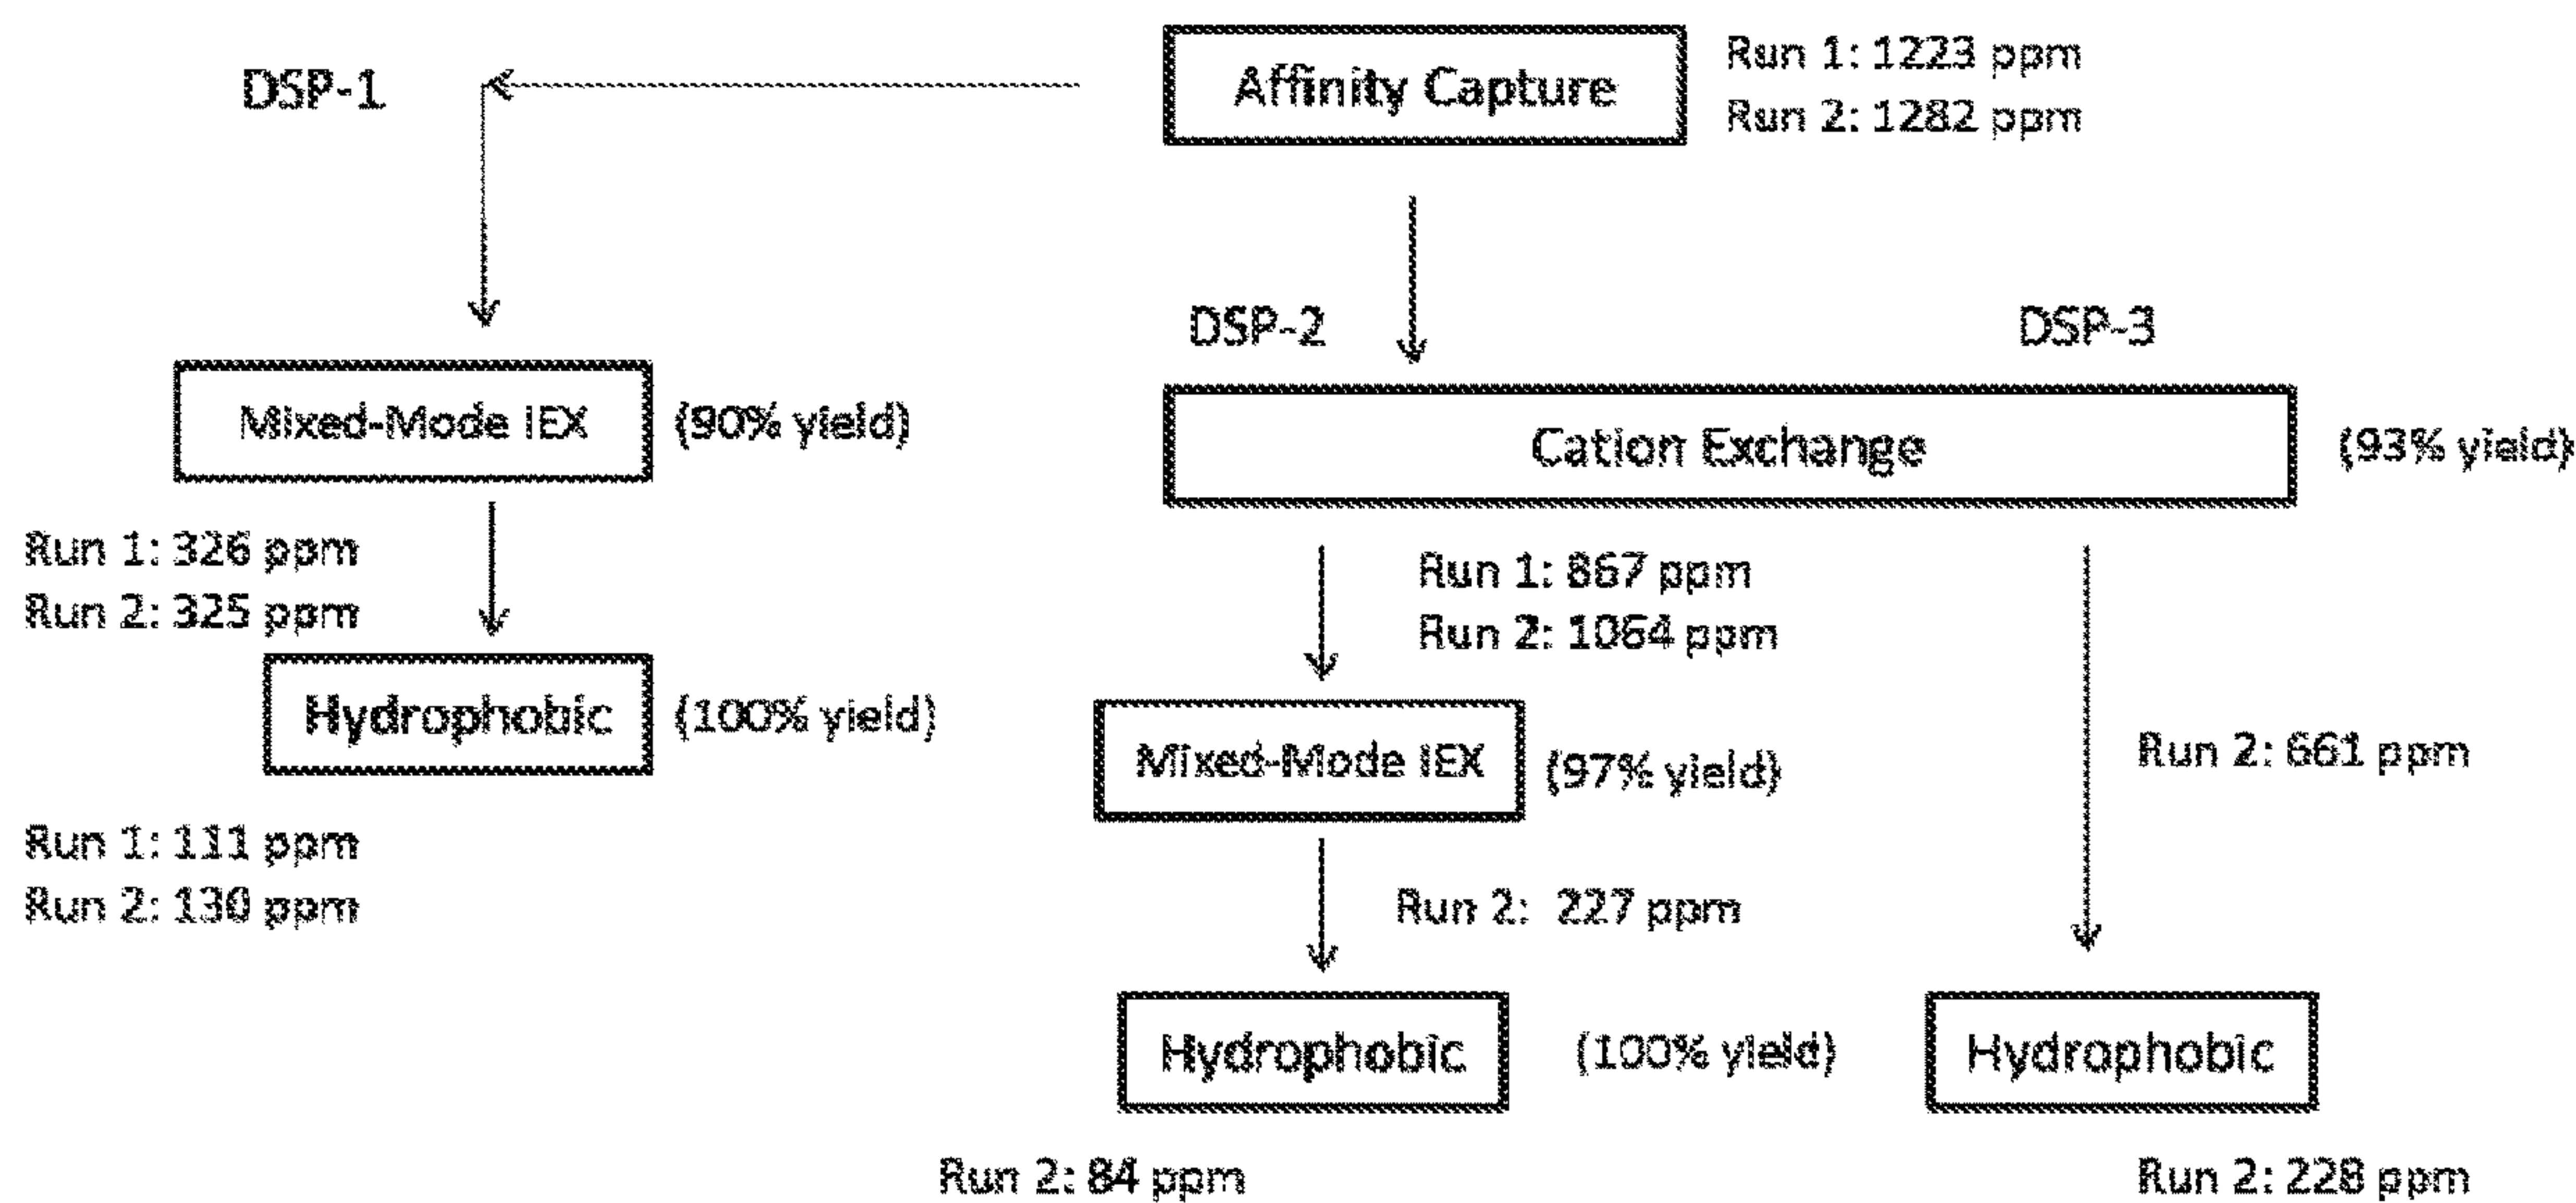 DSP-1
Affinity Capture
Run 1: 1223 ppm
Run 2: 1282 ppm
Mixed-Mode IEX
(90% yield)
Run 1: 326 ppm
Run 2: 325 ppm
Hydrophobic
(100% yield)
Run 1: 111 ppm
Run 2: 130 ppm
DSP-2
DSP-3
Cation Exchange
(93% yield)
Run 1: 867 ppm
Run 2: 1064 ppm
Mixed-Mode IEX
(97% yield)
Run 2: 661 ppm
Run 2: 227 ppm
Hydrophobic
(100% yield)
Hydrophobic
Run 2: 84 ppm
Run 2: 228 ppm